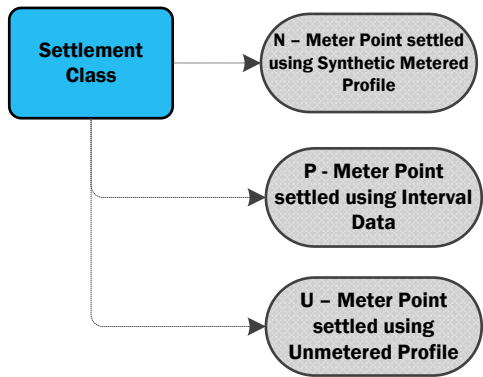 Settlement
Class
N – Meter Point settled
using Synthetic Metered
Profile
P - Meter Point
settled using Interval
Data
U – Meter Point
settled using
Unmetered Profile